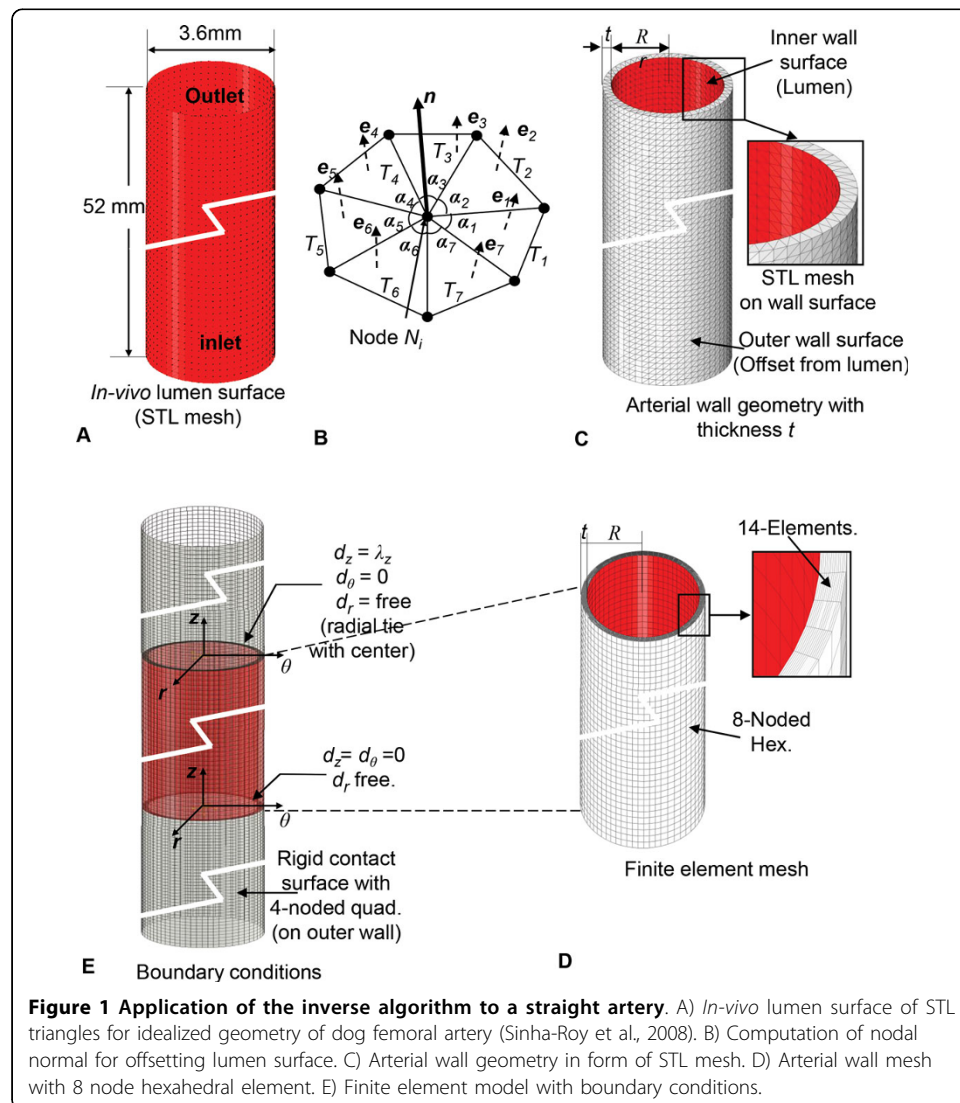 3.6mm
Outlet
52 mm
inlet
In-vivo lumen surface
(STL mesh)
A
n
e4
e3
e2
e5
e1
e6
e7
T3
T2
T4
T5
T1
T6
T7
α3
α4
α2
α5
α1
α6
α7
Node Ni
B
t
R
r
Inner wall
surface
(Lumen)
STL mesh
on wall surface
Outer wall surface
(Offset from lumen)
Arterial wall geometry with
thickness t
C
dz = λz
dθ = 0
dr = free
(radial tie
with center)
z
θ
r
dz = dθ =0
dr free.
z
θ
r
Rigid contact
surface with
4-noded quad.
(on outer wall)
E
Boundary conditions
t
R
14-Elements.
8-Noded
Hex.
Finite element mesh
D
Figure 1 Application of the inverse algorithm to a straight artery. A) In-vivo lumen surface of STL
triangles for idealized geometry of dog femoral artery (Sinha-Roy et al., 2008). B) Computation of nodal
normal for offsetting lumen surface. C) Arterial wall geometry in form of STL mesh. D) Arterial wall mesh
with 8 node hexahedral element. E) Finite element model with boundary conditions.